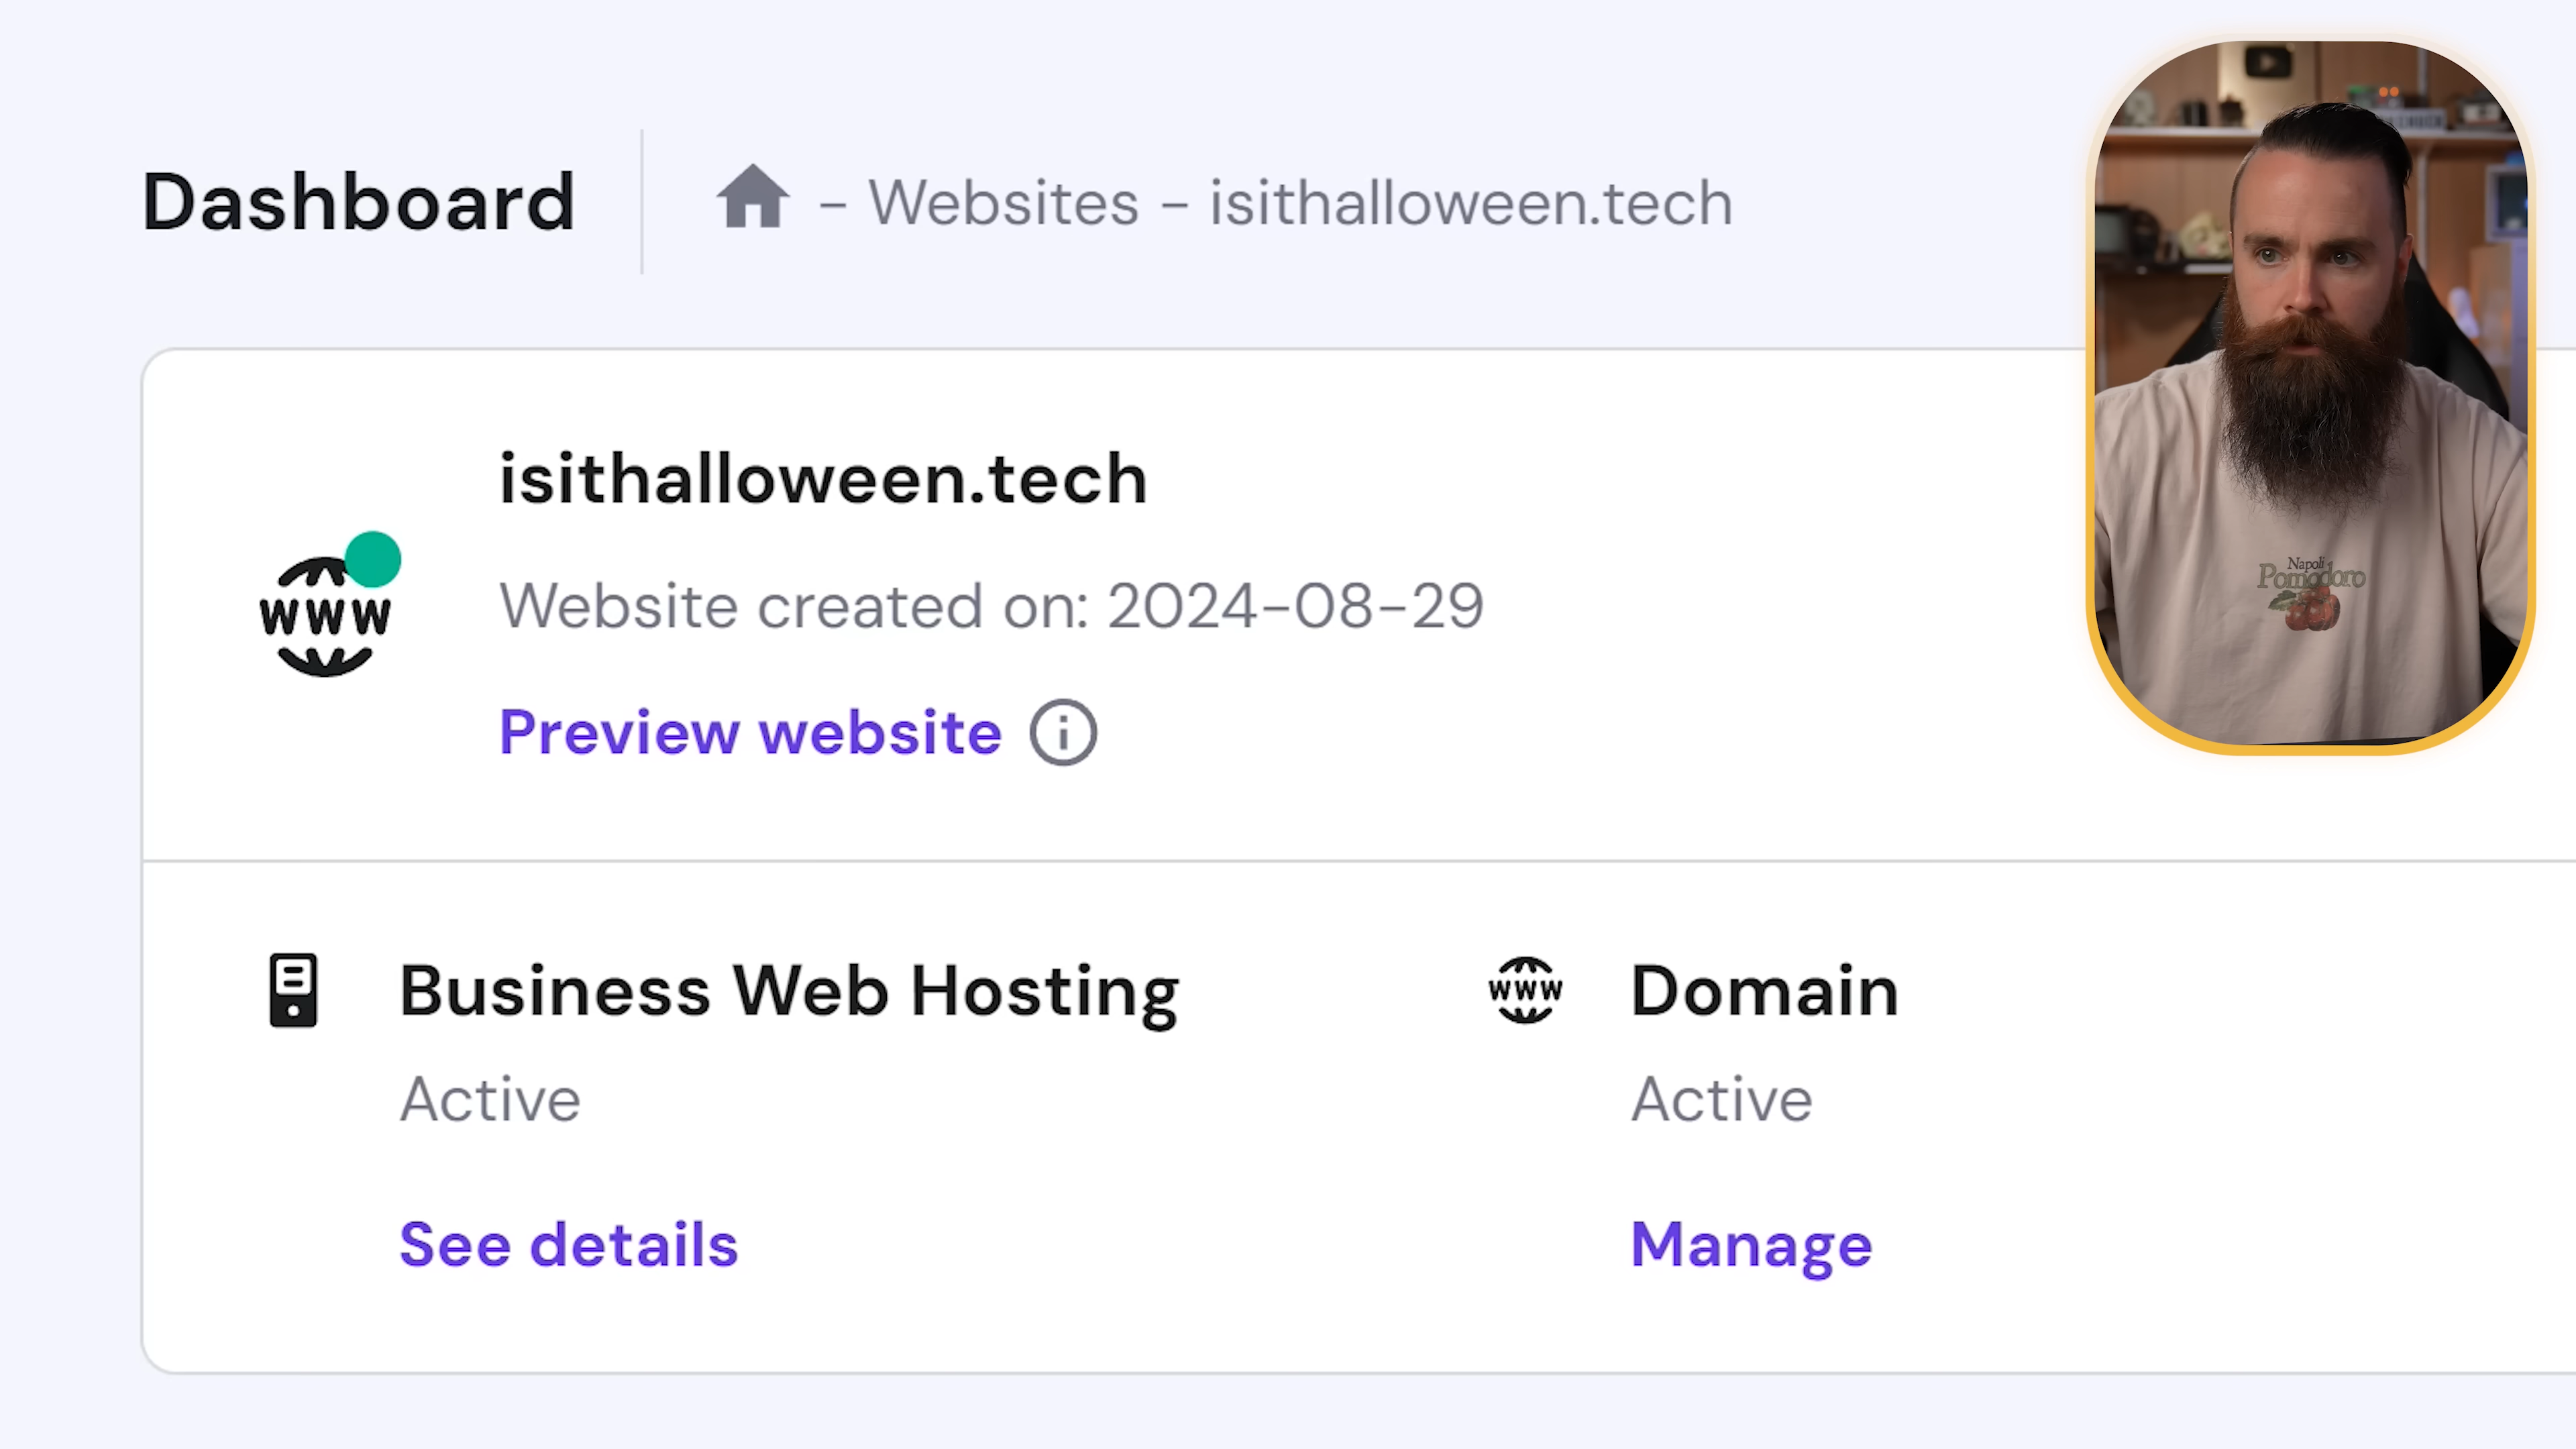 Dashboard
- Websites - isithalloween.tech
isithalloween.tech
www
Website created on: 2024-08-29
Preview website
Business Web Hosting
Active
See details
www
Domain
Active
Manage
Napoli
Pomodoro